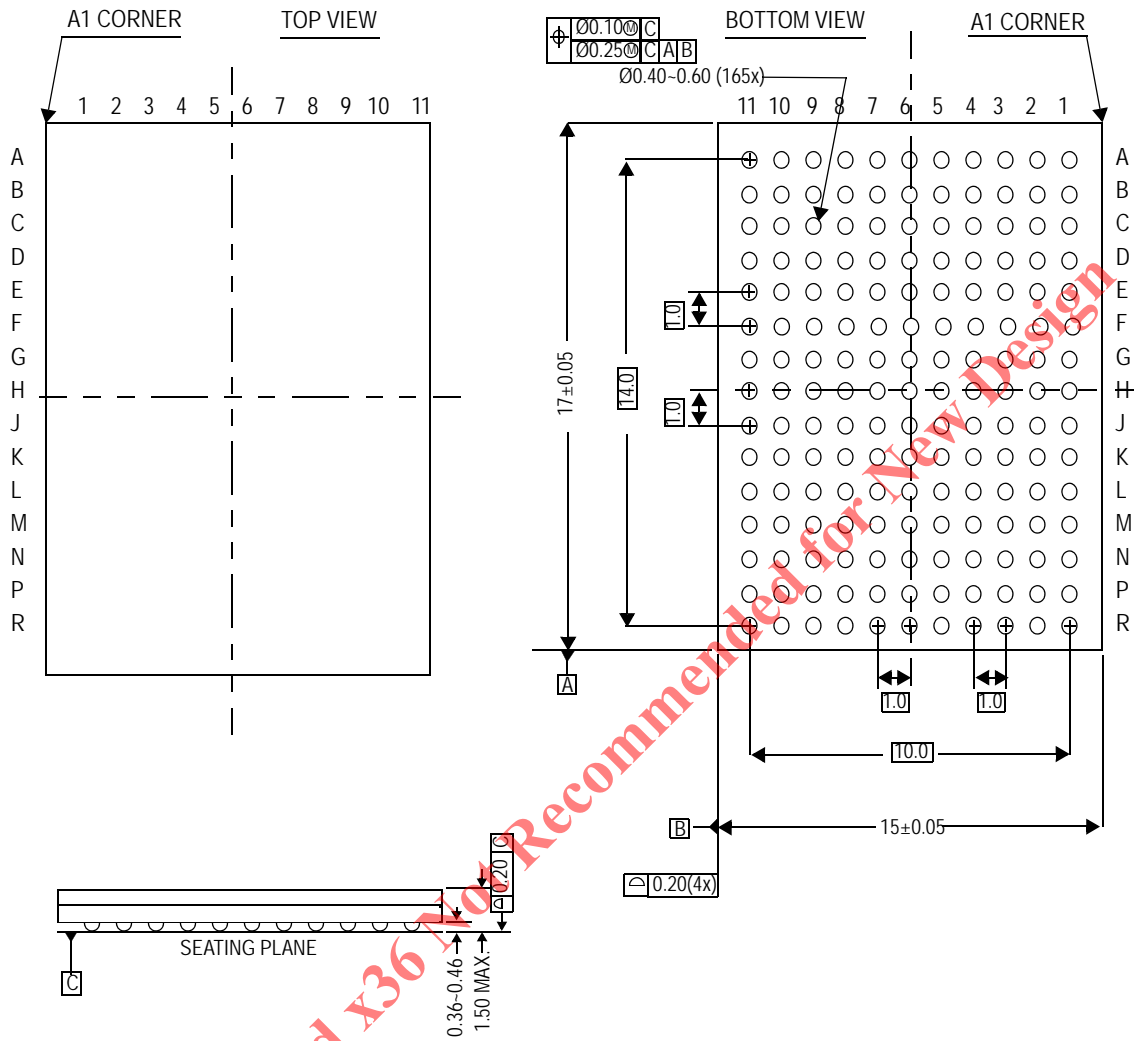 A1 CORNER
TOP VIEW
1 2 3 4 5 6 7 8 9 10 11
A
B
C
D
E
F
G
H
J
K
L
M
N
P
R
Ø0.10Ⓜ C
Ø0.25Ⓜ C A B
Ø0.40~0.60 (165x)
BOTTOM VIEW
A1 CORNER
11 10 9 8 7 6 5 4 3 2 1
A
B
C
D
E
F
G
H
J
K
L
M
N
P
R
1.0
1.0
14.0
17±0.05
A
1.0
1.0
10.0
B
15±0.05
0.20(4x)
SEATING PLANE
C
0.36~0.46
1.50 MAX.
0.20 C
d x36 Not Recommended for New Design